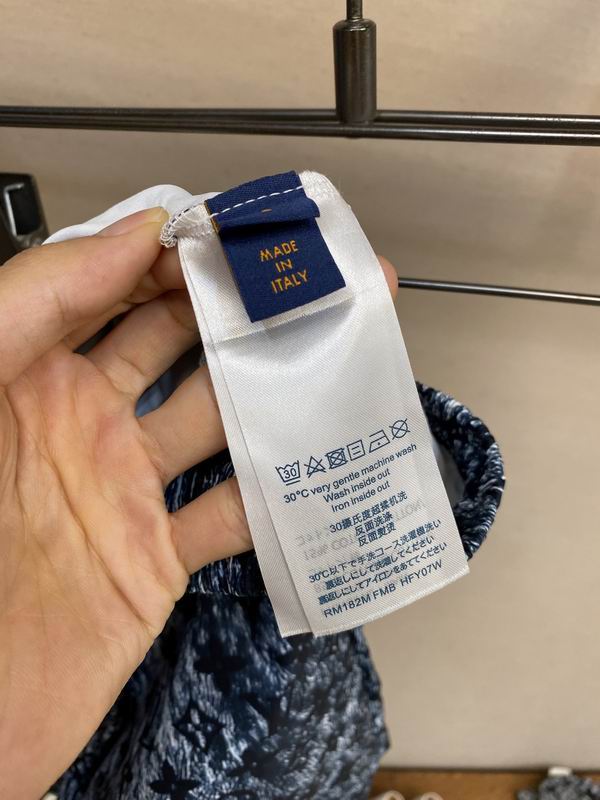 MADE
IN
ITALY
30
30°C very gentle machine wash
Wash inside out
Iron inside out
30攝氏度超柔机洗
反面洗涤
反面熨烫
30℃以下で手洗コース洗濯機洗い
裏返しにして洗濯してください
裏返しにしてアイロンをあててください
RM182M FMB HFY07W